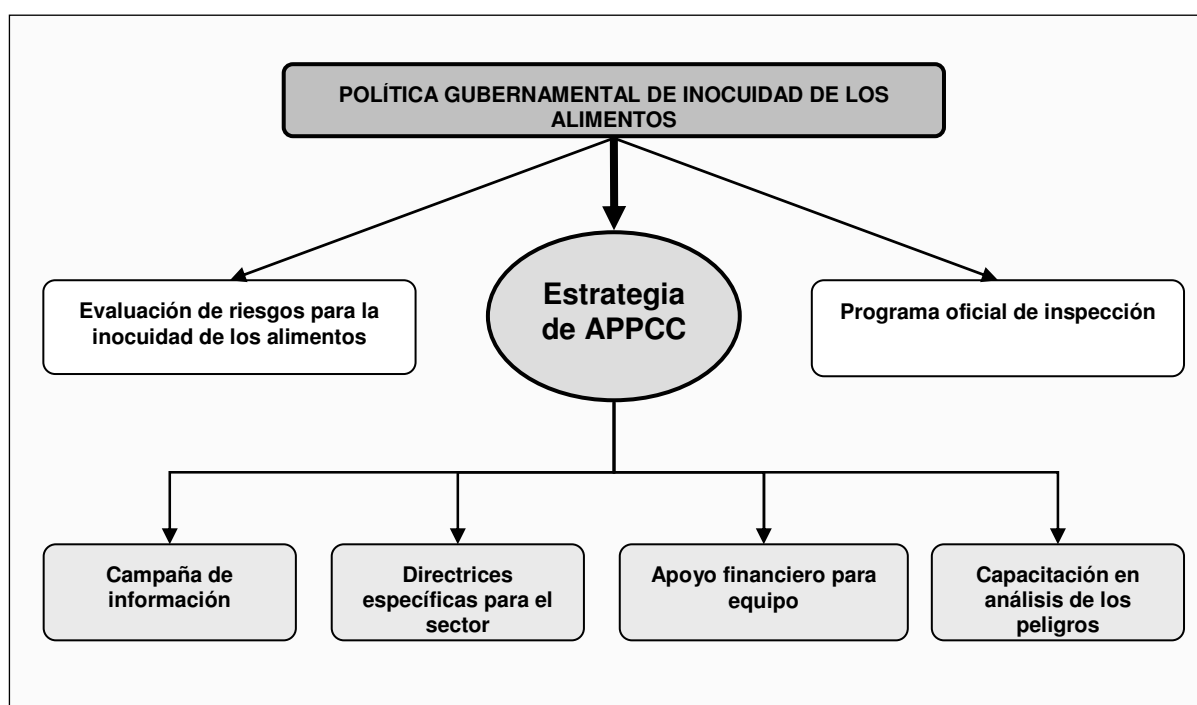 POLÍTICA GUBERNAMENTAL DE INOCUIDAD DE LOS
ALIMENTOS
Evaluación de riesgos para la
inocuidad de los alimentos
Estrategia
de APPCC
Programa oficial de inspección
Campaña de
información
Directrices
específicas para el
sector
Apoyo financiero para
equipo
Capacitación en
análisis de los
peligros